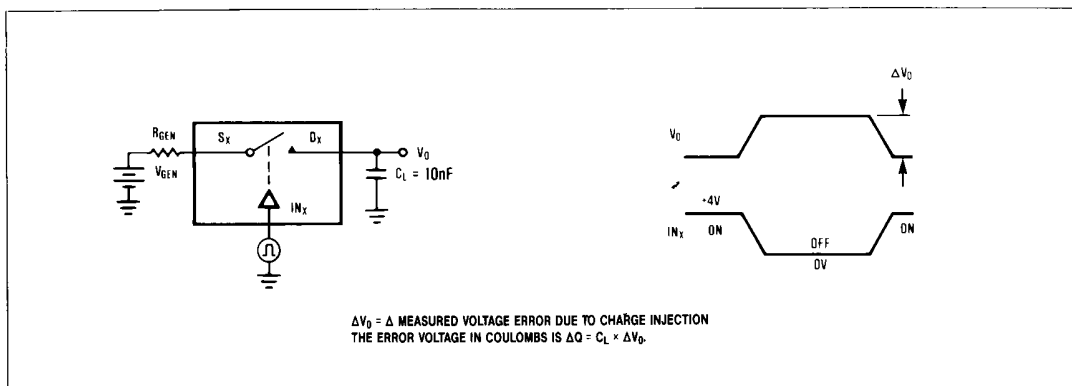 R_GEN
V_GEN
S_X
D_X
IN_X
V_O
C_L = 10nF
ΔV_O
V_O
+4V
IN_X
ON
OFF
0V
ON
ΔV_O = Δ MEASURED VOLTAGE ERROR DUE TO CHARGE INJECTION
THE ERROR VOLTAGE IN COULOMBS IS ΔQ = C_L × ΔV_O.